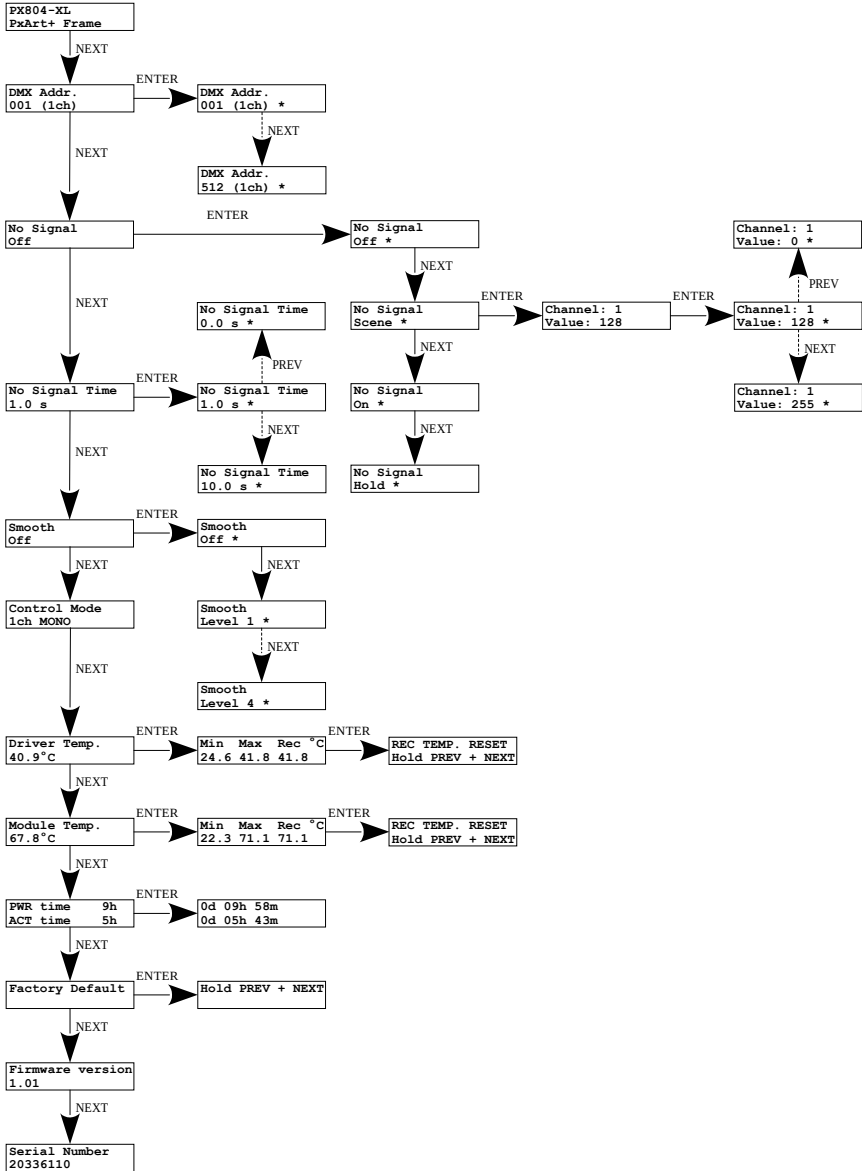 PX804-XL
PxArt+ Frame
NEXT
DMX Addr.
001 (1ch)
ENTER
DMX Addr.
001 (1ch) *
NEXT
DMX Addr.
512 (1ch) *
NEXT
No Signal
Off
ENTER
No Signal
Off *
NEXT
No Signal
Scene *
ENTER
Channel: 1
Value: 128
ENTER
Channel: 1
Value: 128 *
PREV
Channel: 1
Value: 0 *
NEXT
Channel: 1
Value: 255 *
NEXT
No Signal
On *
NEXT
No Signal
Hold *
NEXT
No Signal Time
1.0 s
ENTER
No Signal Time
1.0 s *
PREV
No Signal Time
0.0 s *
NEXT
No Signal Time
10.0 s *
NEXT
Smooth
Off
ENTER
Smooth
Off *
NEXT
Smooth
Level 1 *
NEXT
Smooth
Level 4 *
NEXT
Control Mode
1ch MONO
NEXT
Driver Temp.
40.9°C
ENTER
Min Max Rec °C
24.6 41.8 41.8
ENTER
REC TEMP. RESET
Hold PREV + NEXT
NEXT
Module Temp.
67.8°C
ENTER
Min Max Rec °C
22.3 71.1 71.1
ENTER
REC TEMP. RESET
Hold PREV + NEXT
NEXT
PWR time 9h
ACT time 5h
ENTER
0d 09h 58m
0d 05h 43m
NEXT
Factory Default
ENTER
Hold PREV + NEXT
NEXT
Firmware version
1.01
NEXT
Serial Number
20336110